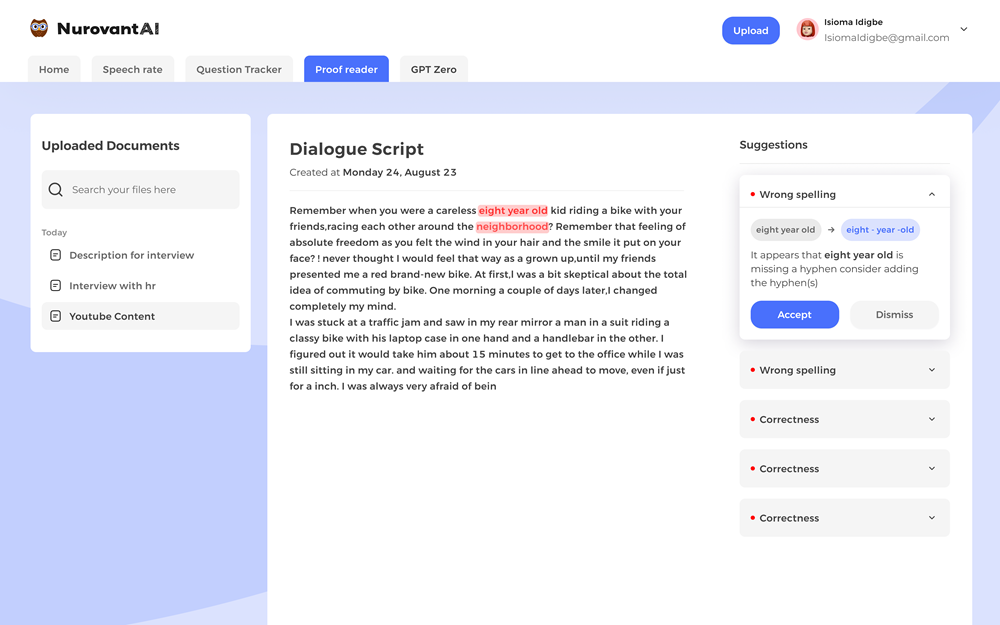 NurovantAI
Upload
Isioma Idigbe
IsiomaIdigbe@gmail.com
Home
Speech rate
Question Tracker
Proof reader
GPT Zero
Uploaded Documents
Search your files here
Today
Description for interview
Interview with hr
Youtube Content
Dialogue Script
Created at Monday 24, August 23
Remember when you were a careless eight year old kid riding a bike with your
friends,racing each other around the neighborhood? Remember that feeling of
absolute freedom as you felt the wind in your hair and the smile it put on your
face? ! never thought I would feel that way as a grown up,until my friends
presented me a red brand-new bike. At first,I was a bit skeptical about the total
idea of commuting by bike. One morning a couple of days later,I changed
completely my mind.
I was stuck at a traffic jam and saw in my rear mirror a man in a suit riding a
classy bike with his laptop case in one hand and a handlebar in the other. I
figured out it would take him about 15 minutes to get to the office while I was
still sitting in my car. and waiting for the cars in line ahead to move, even if just
for a inch. I was always very afraid of bein
Suggestions
Wrong spelling
eight year old → eight - year -old
It appears that eight year old is
missing a hyphen consider adding
the hyphen(s)
Accept
Dismiss
Wrong spelling
Correctness
Correctness
Correctness